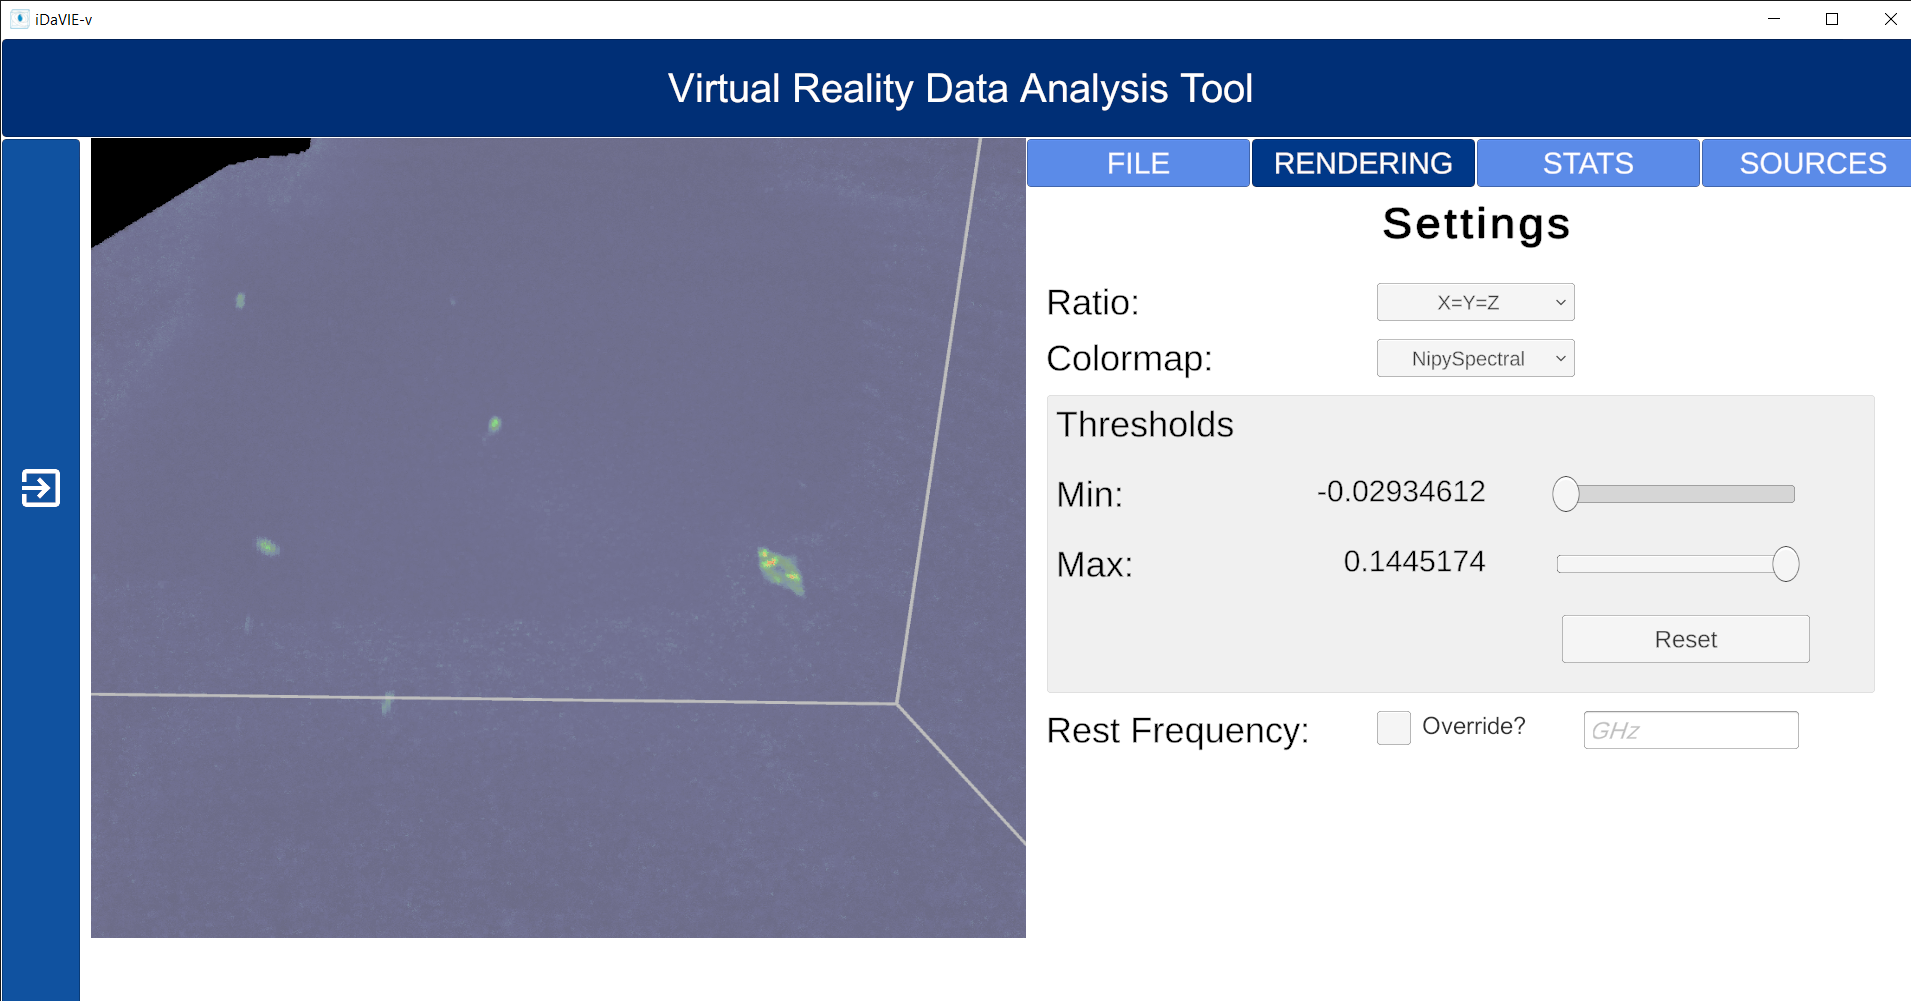 iDaVIE-v
Virtual Reality Data Analysis Tool
FILE RENDERING STATS SOURCES
Settings
Ratio: X=Y=Z
Colormap: NipySpectral
Thresholds
Min: -0.02934612
Max: 0.1445174
Reset
Rest Frequency: Override? GHz